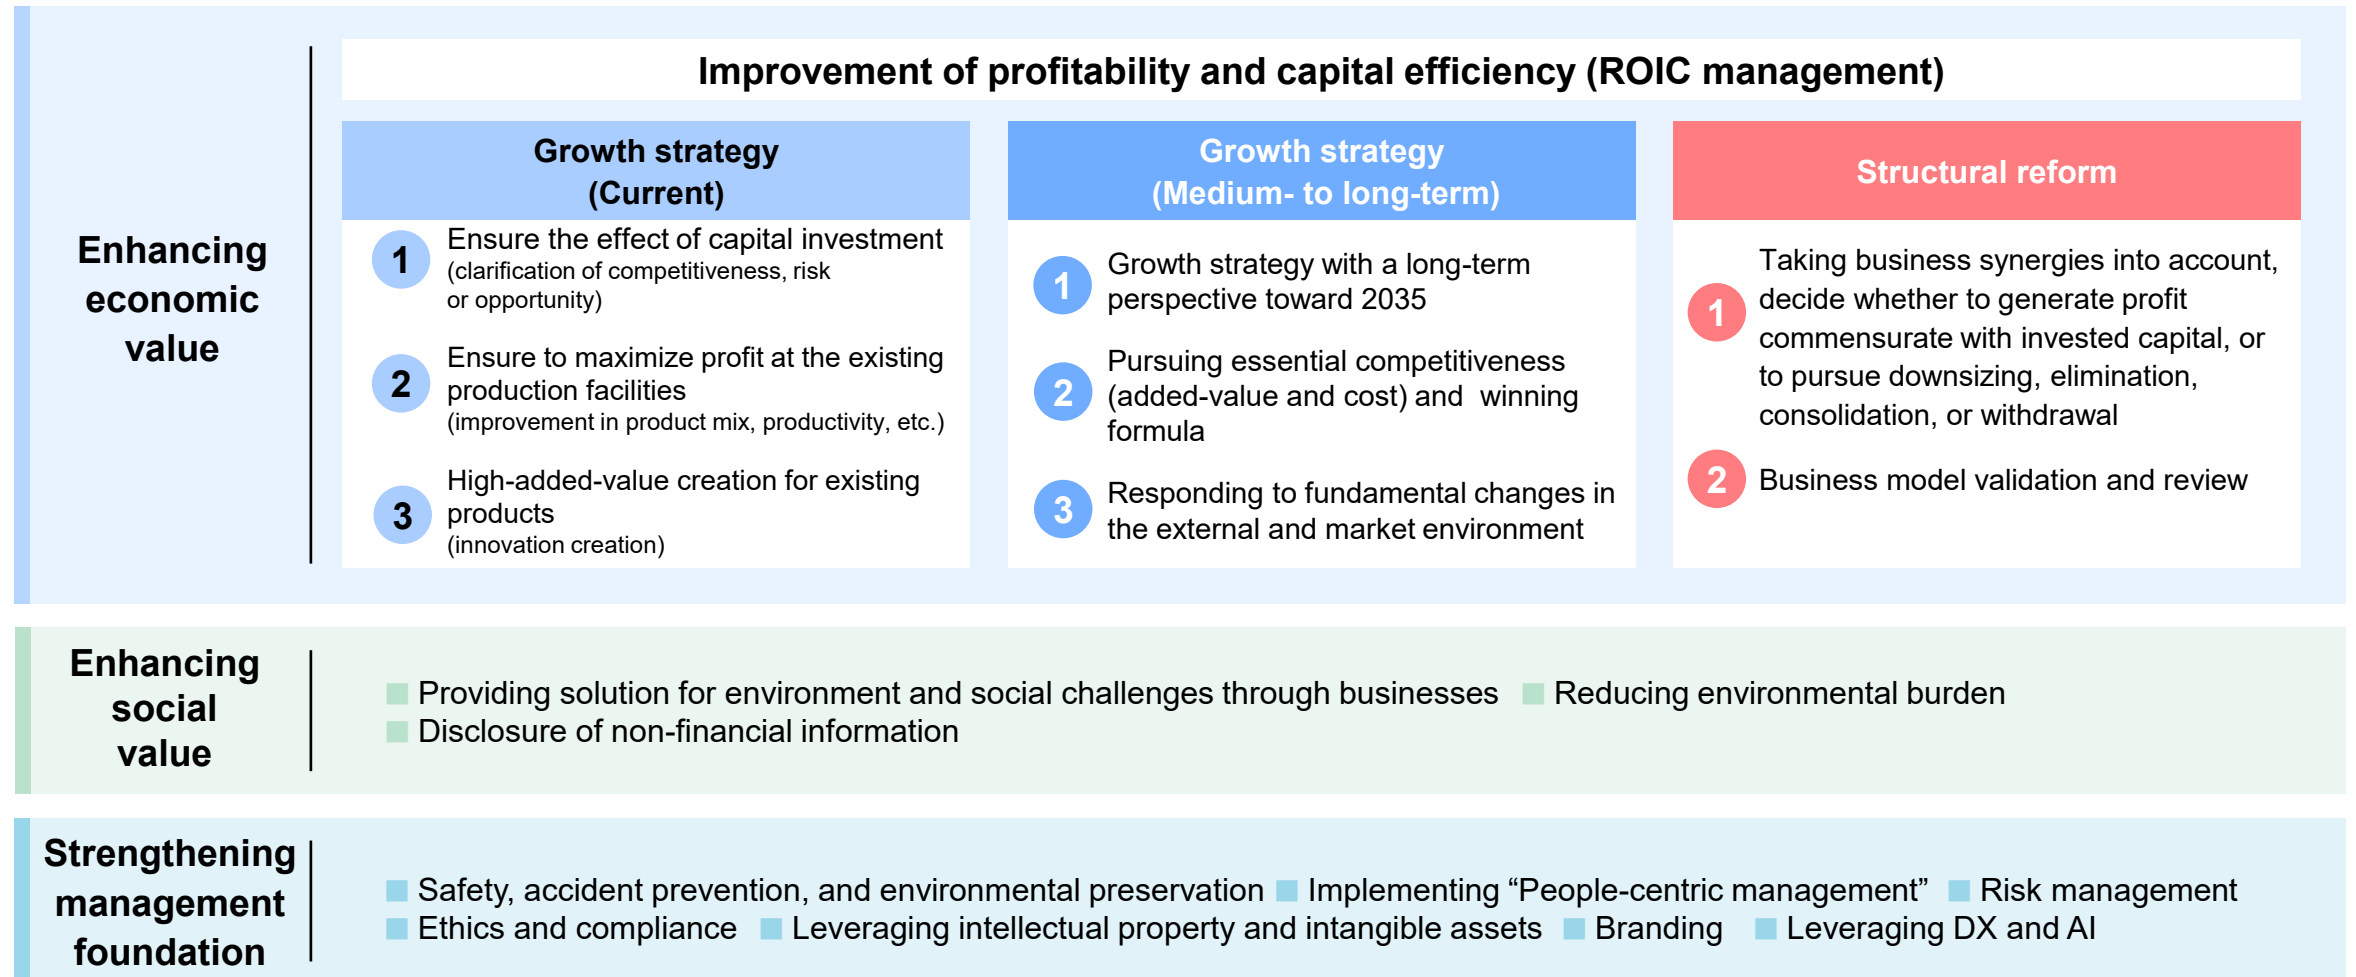 Enhancing
economic
value
Improvement of profitability and capital efficiency (ROIC management)
Growth strategy
(Current)
1
Ensure the effect of capital investment
(clarification of competitiveness, risk
or opportunity)
2
Ensure to maximize profit at the existing
production facilities
(improvement in product mix, productivity, etc.)
3
High-added-value creation for existing
products
(innovation creation)
Growth strategy
(Medium- to long-term)
1
Growth strategy with a long-term
perspective toward 2035
2
Pursuing essential competitiveness
(added-value and cost) and winning
formula
3
Responding to fundamental changes in
the external and market environment
Structural reform
1
Taking business synergies into account,
decide whether to generate profit
commensurate with invested capital, or
to pursue downsizing, elimination,
consolidation, or withdrawal
2
Business model validation and review
Enhancing
social
value
■ Providing solution for environment and social challenges through businesses ■ Reducing environmental burden
■ Disclosure of non-financial information
Strengthening
management
foundation
■ Safety, accident prevention, and environmental preservation ■ Implementing “People-centric management” ■ Risk management
■ Ethics and compliance ■ Leveraging intellectual property and intangible assets ■ Branding ■ Leveraging DX and AI